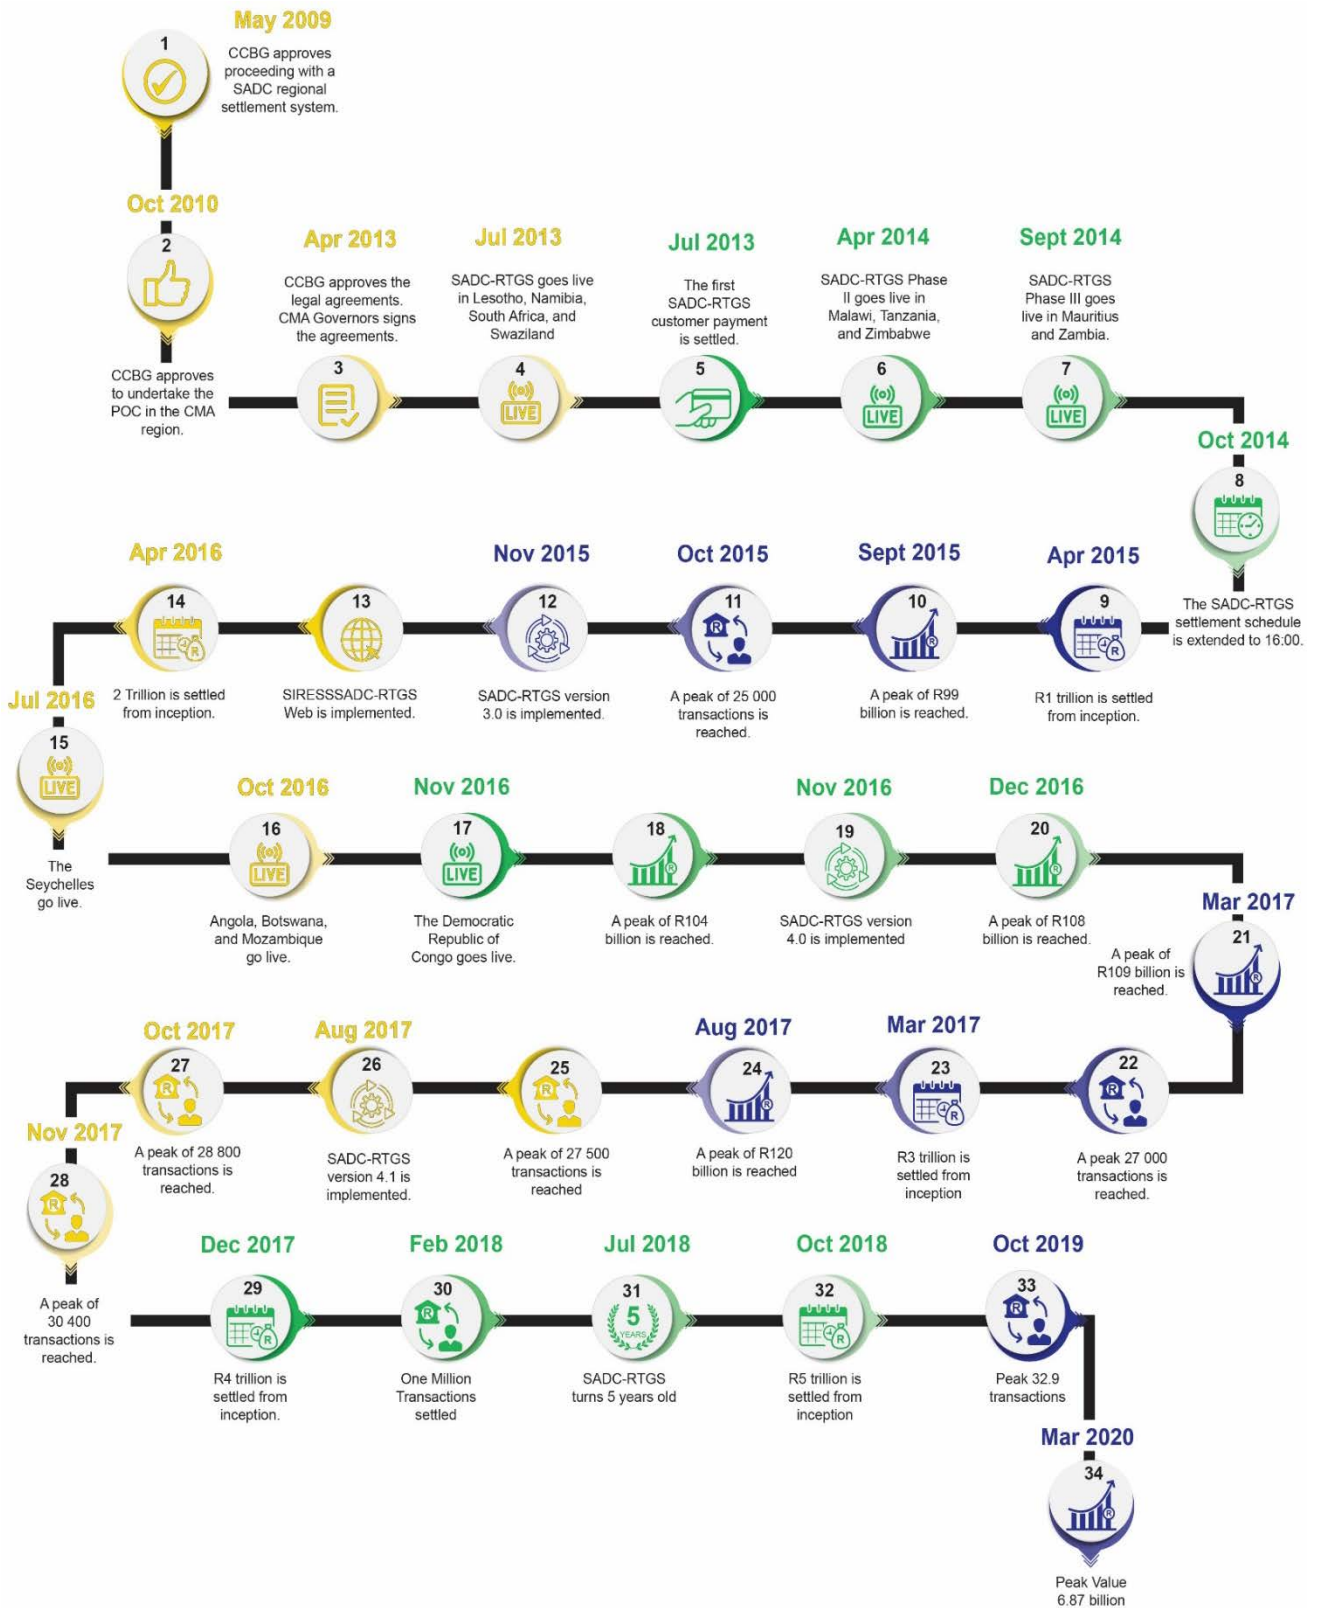 May 2009
1
CCBG approves
proceeding with a
SADC regional
settlement system.
Oct 2010
2
CCBG approves
to undertake the
POC in the CMA
region.
Apr 2013
CCBG approves the
legal agreements.
CMA Governors signs
the agreements.
3
Jul 2013
SADC-RTGS goes live
in Lesotho, Namibia,
South Africa, and
Swaziland
4
LIVE
Jul 2013
The first
SADC-RTGS
customer payment
is settled.
5
Apr 2014
SADC-RTGS Phase
II goes live in
Malawi, Tanzania,
and Zimbabwe
6
LIVE
Sept 2014
SADC-RTGS
Phase III goes
live in Mauritius
and Zambia.
7
LIVE
Oct 2014
8
The SADC-RTGS
settlement schedule
is extended to 16:00.
Apr 2015
9
R
R1 trillion is settled
from inception.
Sept 2015
10
R
A peak of R99
billion is reached.
Oct 2015
11
R
A peak of 25 000
transactions is
reached.
Nov 2015
12
SADC-RTGS version
3.0 is implemented.
13
SIRESSSADC-RTGS
Web is implemented.
Apr 2016
14
R
2 Trillion is settled
from inception.
Jul 2016
15
LIVE
The
Seychelles
go live.
Oct 2016
16
LIVE
Angola, Botswana,
and Mozambique
go live.
Nov 2016
17
LIVE
The Democratic
Republic of
Congo goes live.
18
R
A peak of R104
billion is reached.
Nov 2016
19
SADC-RTGS version
4.0 is implemented
Dec 2016
20
R
A peak of R108
billion is reached.
Mar 2017
21
R
A peak of
R109 billion is
reached.
22
R
A peak 27 000
transactions is
reached.
Mar 2017
23
R
R3 trillion is
settled from
inception
Aug 2017
24
R
A peak of R120
billion is reached
25
R
A peak of 27 500
transactions is
reached
Aug 2017
26
SADC-RTGS
version 4.1 is
implemented.
Oct 2017
27
R
A peak of 28 800
transactions is
reached.
Nov 2017
28
R
A peak of
30 400
transactions is
reached.
Dec 2017
29
R
R4 trillion is
settled from
inception.
Feb 2018
30
R
One Million
Transactions
settled
Jul 2018
31
5
YEARS
SADC-RTGS
turns 5 years old
Oct 2018
32
R
R5 trillion is
settled from
inception
Oct 2019
33
R
Peak 32.9
transactions
Mar 2020
34
R
Peak Value
6.87 billion